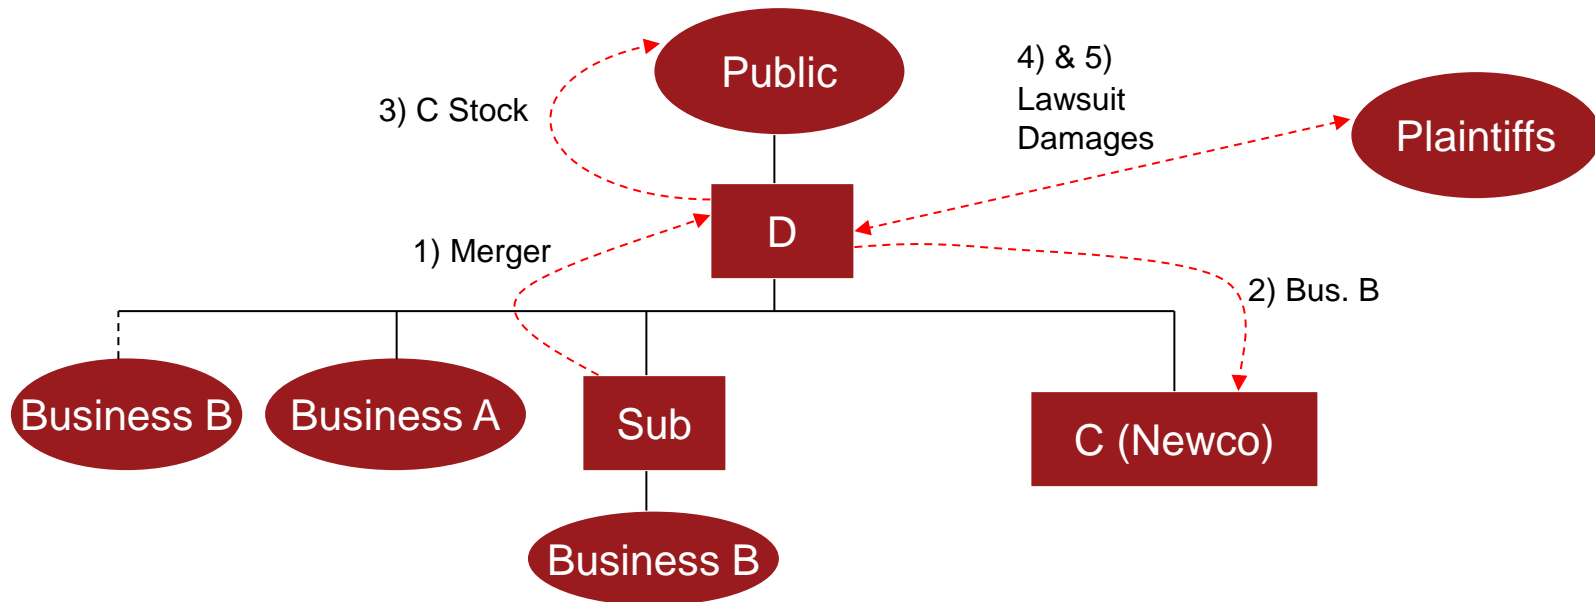 Public
4) & 5)
Lawsuit
Damages
Plaintiffs
3) C Stock
D
1) Merger
2) Bus. B
Business B
Business A
Sub
C (Newco)
Business B